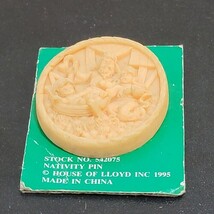 STOCK NO. 542075
NATIVITY PIN
© HOUSE OF LLOYD INC 1995
MADE IN CHINA